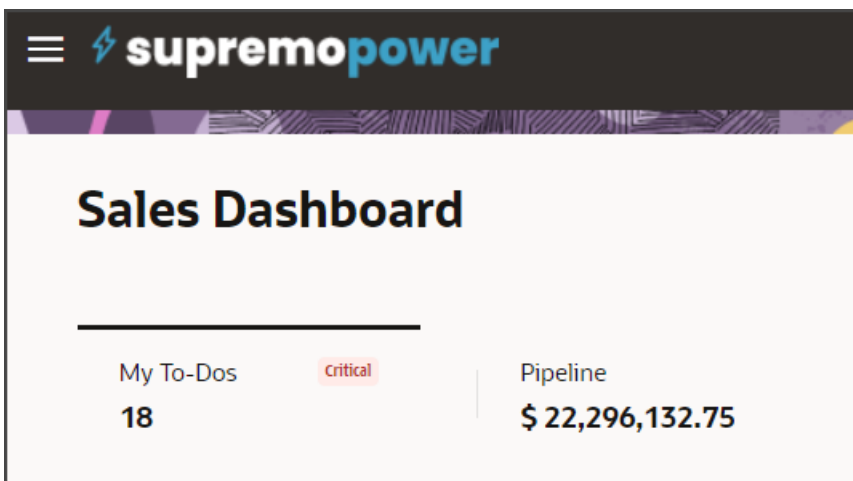 supremopower
Sales Dashboard
My To-Dos Critical
18
Pipeline
$ 22,296,132.75